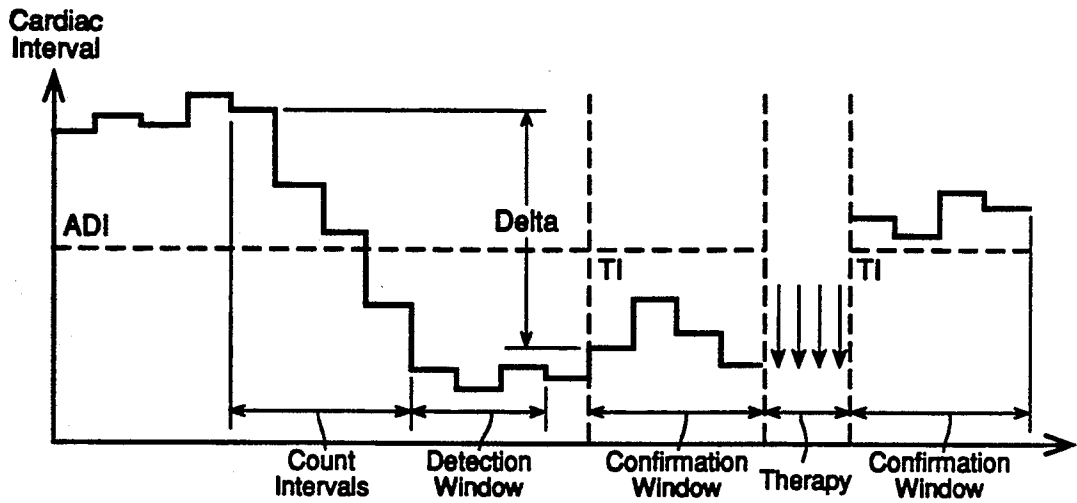 Cardiac
Interval
ADI
Delta
TI
TI
Count
Intervals
Detection
Window
Confirmation
Window
Therapy
Confirmation
Window